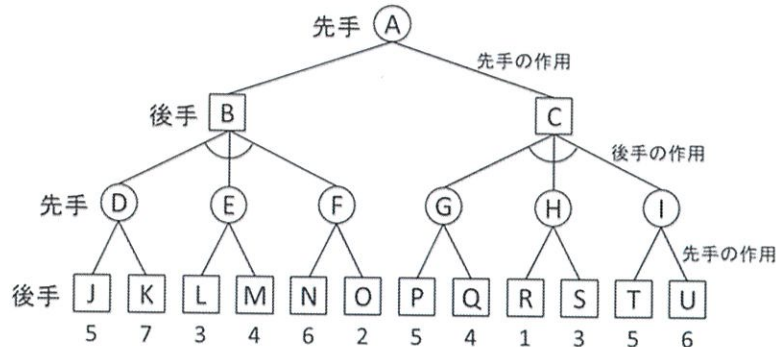 先手 A
先手の作用
後手 B C
後手の作用
先手 D E F G H I
先手の作用
後手 J K L M N O P Q R S T U
5 7 3 4 6 2 5 4 1 3 5 6